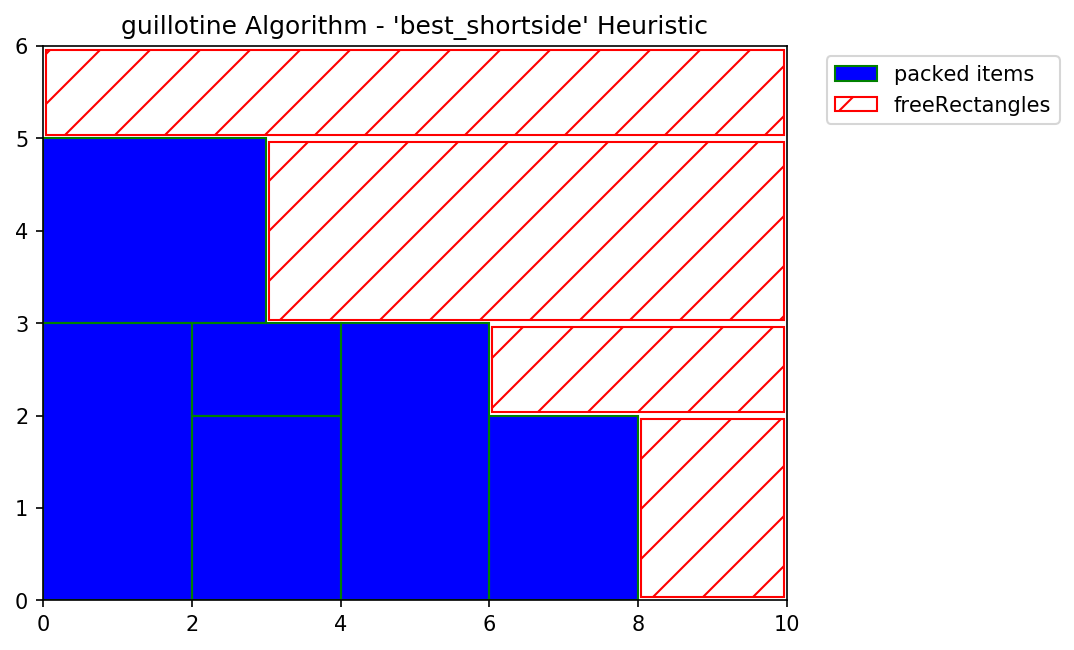 guillotine Algorithm - 'best_shortside' Heuristic
6
5
4
3
2
1
0
0 2 4 6 8 10
packed items
freeRectangles